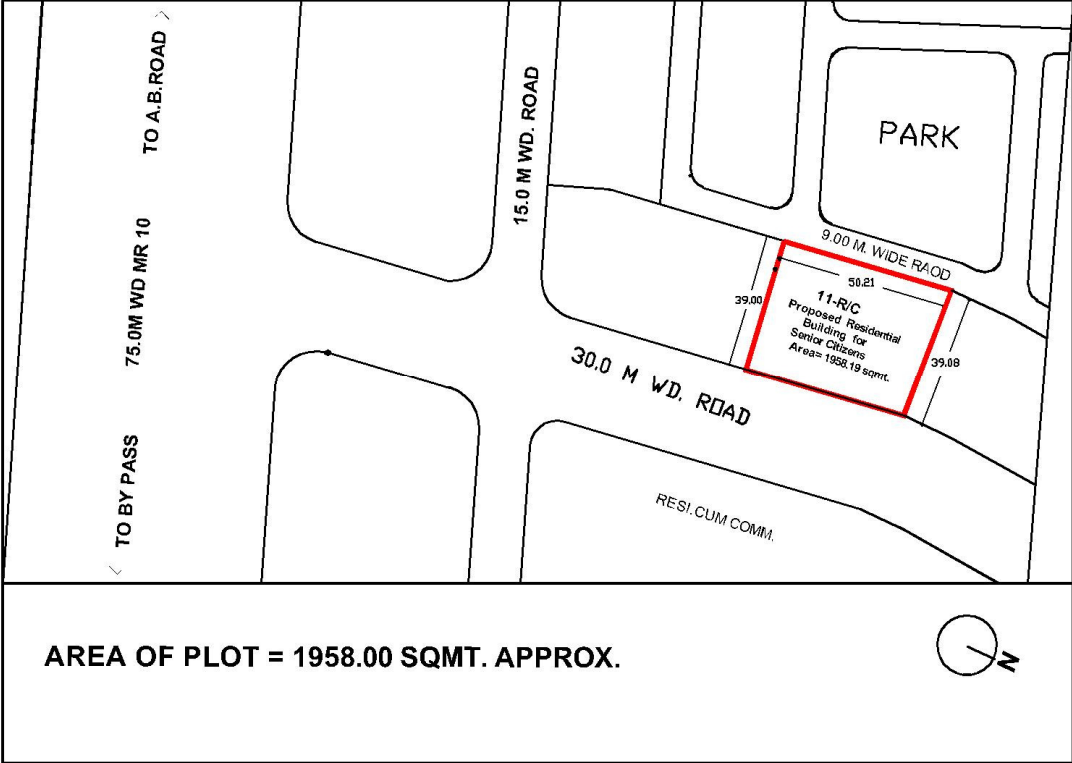 TO A.B.ROAD
75.0M WD MR 10
TO BY PASS
15.0 M WD. ROAD
PARK
9.00 M. WIDE RAOD
50.21
39.00
11-R/C
Proposed Residential
Building for
Senior Citizens
Area= 1958.19 sqmt.
39.08
30.0 M WD. ROAD
RESI.CUM COMM.
AREA OF PLOT = 1958.00 SQMT. APPROX.
N